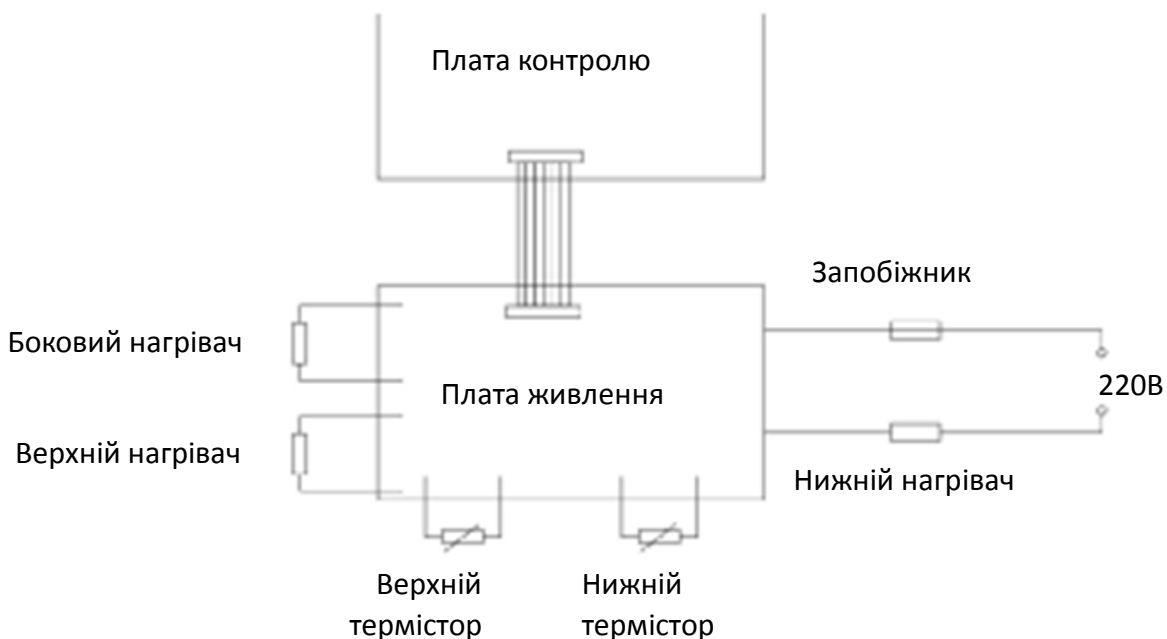 Плата контролю
Запобіжник
Боковий нагрівач
220В
Плата живлення
Верхній нагрівач
Нижній нагрівач
Верхній
термістор
Нижній
термістор